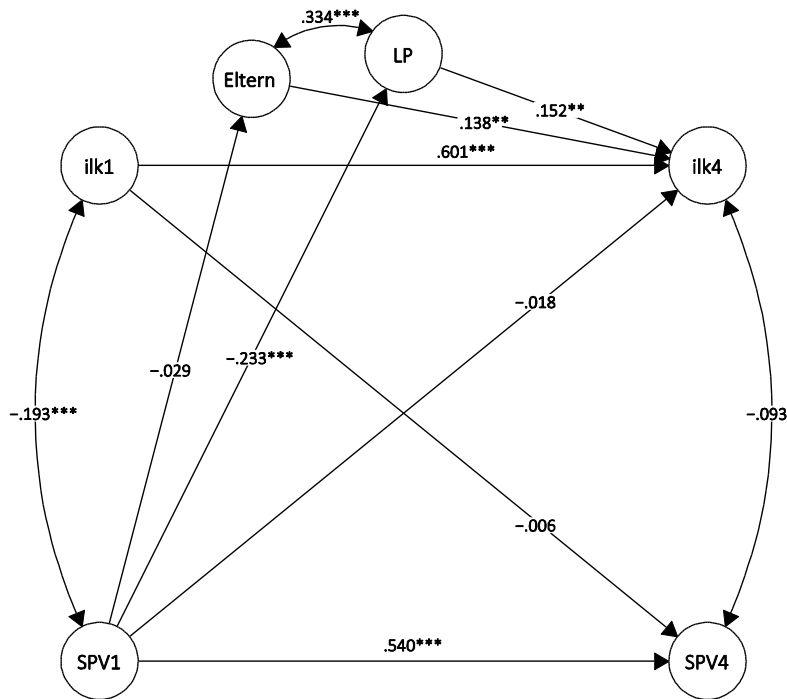 .334***
LP
Eltern
.152**
.138**
.601***
ilk1
ilk4
−.018
−.233***
−.029
−.193***
−.093
−.006
.540***
SPV1
SPV4